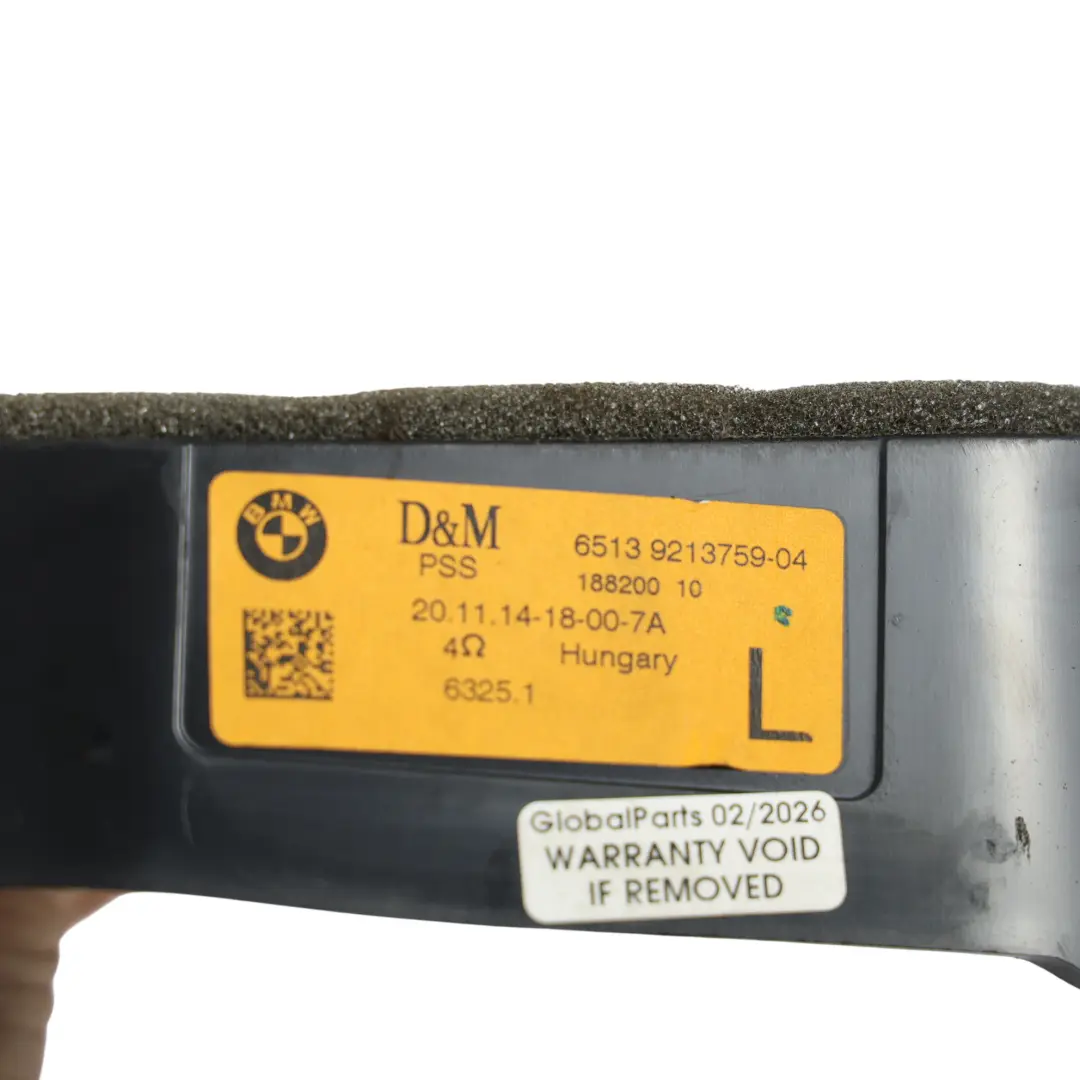 BMW
D&M
PSS
6513 9213759-04
188200 10
20.11.14-18-00-7A
4Ω Hungary
6325.1
L
GlobalParts 02/2026
WARRANTY VOID
IF REMOVED